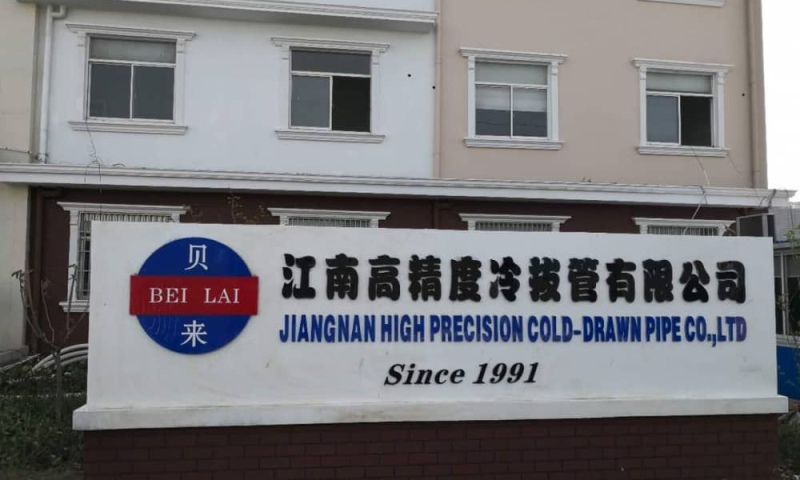 贝
BEI LAI
来
江南高精度冷拔管有限公司
JIANGNAN HIGH PRECISION COLD-DRAWN PIPE CO.,LTD
Since 1991